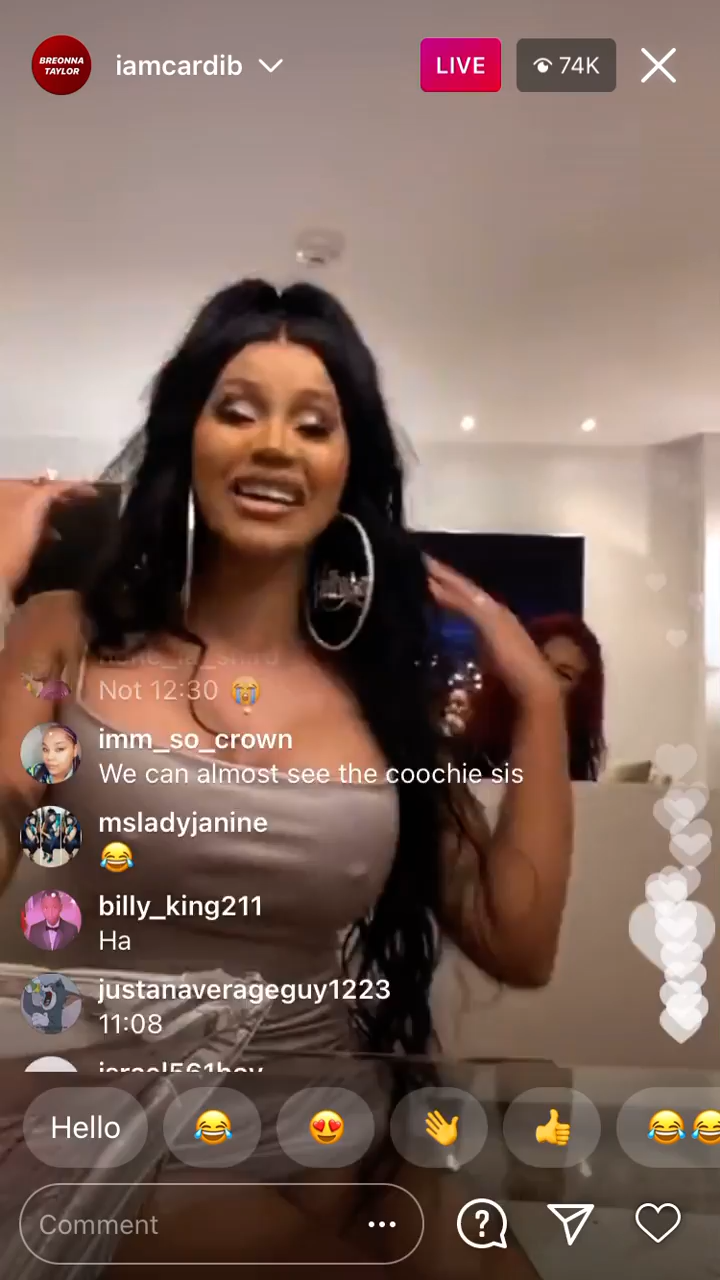 BREONNA
TAYLOR
iamcardib
LIVE
74K
Not 12:30 😭
imm_so_crown
We can almost see the coochie sis
msladyjanine
😂
billy_king211
Ha
justanaverageguy1223
11:08
israel561boy
Hello 😂 😍 👋 👍 😂😂
Comment